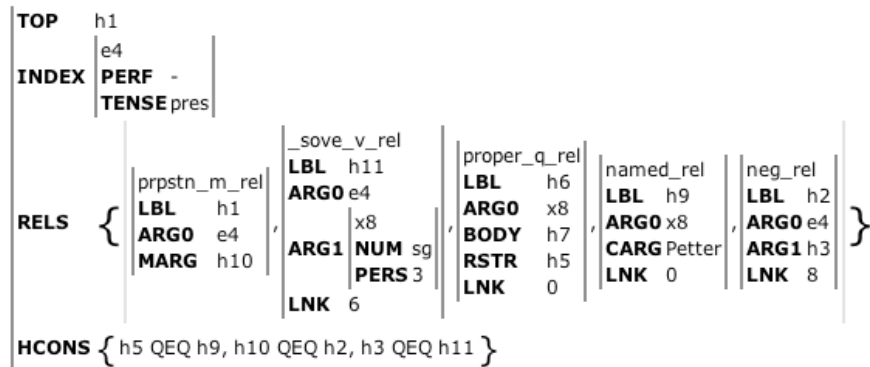 TOP h1
e4
INDEX PERF -
TENSE pres
_sove_v_rel
prpstn_m_rel LBL h11 proper_q_rel named_rel neg_rel
LBL h1 ARG0 e4 LBL h6 LBL h9 LBL h2
RELS { ARG0 e4 , x8 , ARG0 x8 , ARG0 x8 , ARG0 e4 }
MARG h10 ARG1 NUM sg BODY h7 CARG Petter ARG1 h3
PERS 3 RSTR h5 LNK 0 LNK 8
LNK 6 LNK 0
HCONS { h5 QEQ h9, h10 QEQ h2, h3 QEQ h11 }